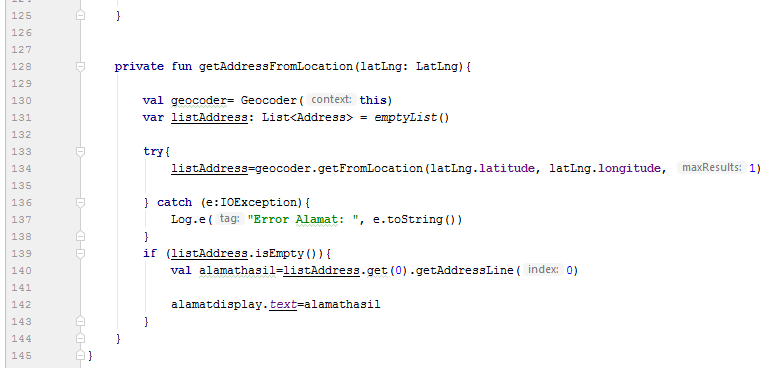 125 }
126
127
128 private fun getAddressFromLocation(latLng: LatLng){
129
130 val geocoder= Geocoder( context: this)
131 var listAddress: List<Address> = emptyList()
132
133 try{
134 listAddress=geocoder.getFromLocation(latLng.latitude, latLng.longitude, maxResults: 1)
135
136 } catch (e:IOException){
137 Log.e( tag: "Error Alamat: ", e.toString())
138 }
139 if (listAddress.isEmpty()){
140 val alamathasil=listAddress.get(0).getAddressLine( index: 0)
141
142 alamatdisplay.text=alamathasil
143 }
144 }
145 }